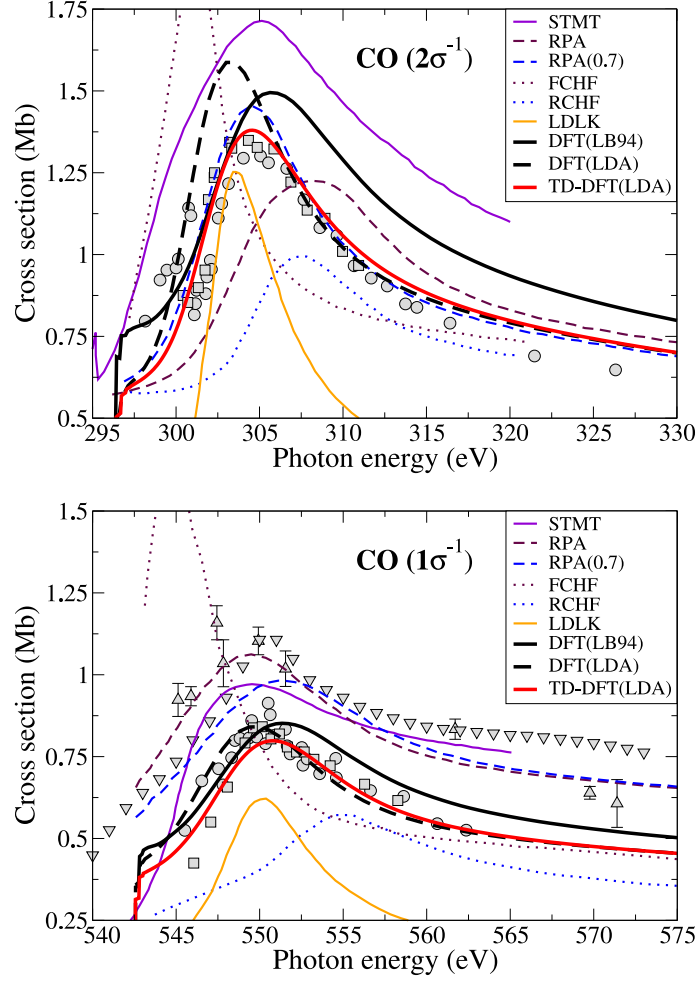 1.75
1.5
1.25
1
0.75
0.5
Cross section (Mb)
CO (2σ⁻¹)
STMT
RPA
RPA(0.7)
FCHF
RCHF
LDLK
DFT(LB94)
DFT(LDA)
TD-DFT(LDA)
295 300 305 310 315 320 325 330
Photon energy (eV)
1.5
1.25
1
0.75
0.5
0.25
Cross section (Mb)
CO (1σ⁻¹)
STMT
RPA
RPA(0.7)
FCHF
RCHF
LDLK
DFT(LB94)
DFT(LDA)
TD-DFT(LDA)
540 545 550 555 560 565 570 575
Photon energy (eV)